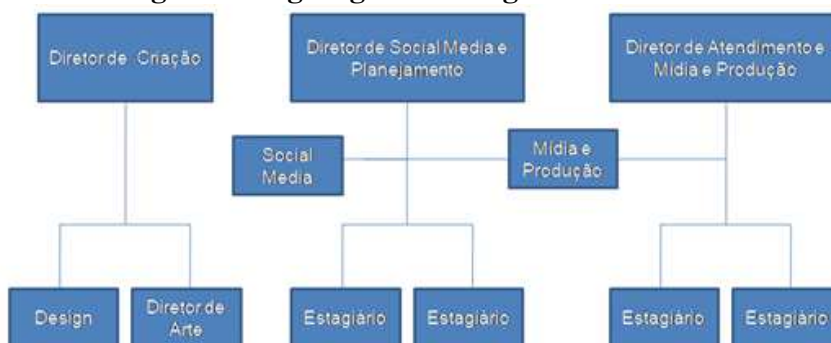 Diretor de Criação
Diretor de Social Media e
Planejamento
Diretor de Atendimento e
Mídia e Produção
Social
Media
Mídia e
Produção
Design
Diretor de
Arte
Estagiário
Estagiário
Estagiário
Estagiário